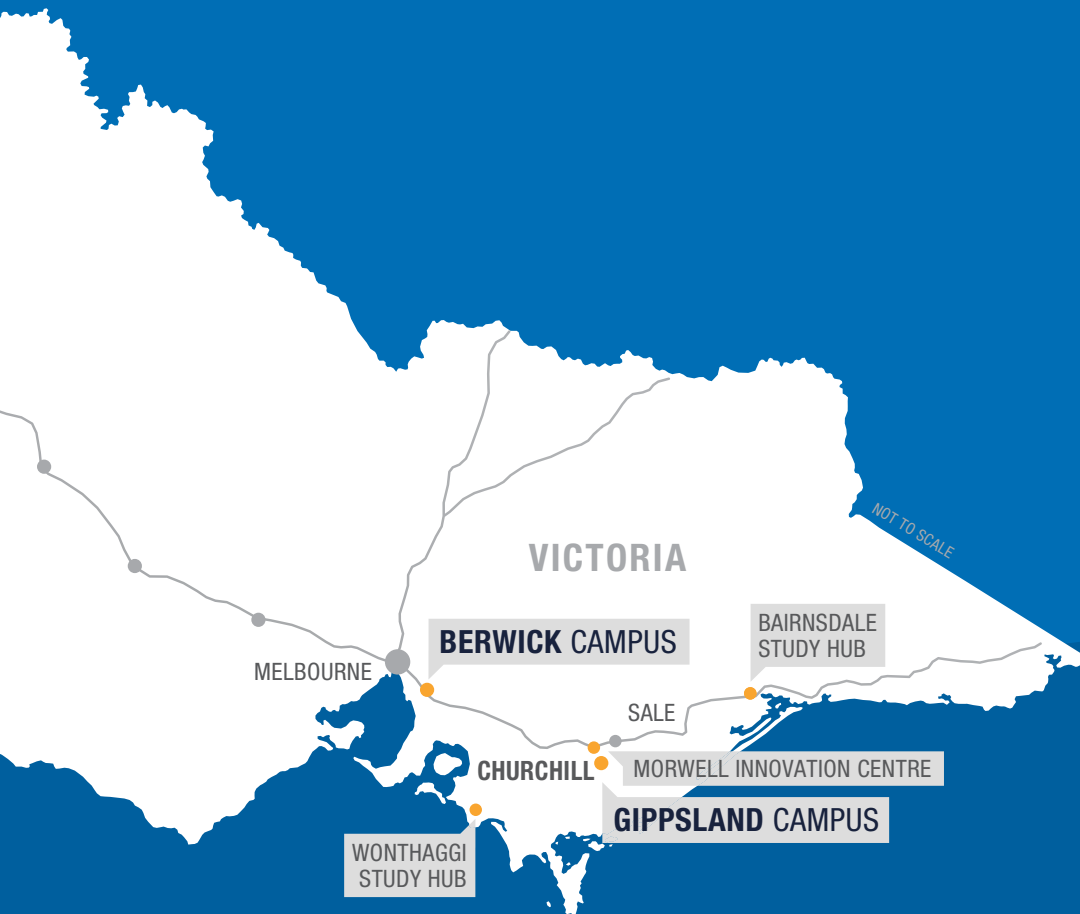 NOT TO SCALE
VICTORIA
BAIRNSDALE
STUDY HUB
BERWICK CAMPUS
MELBOURNE
SALE
CHURCHILL
MORWELL INNOVATION CENTRE
GIPPSLAND CAMPUS
WONTHAGGI
STUDY HUB